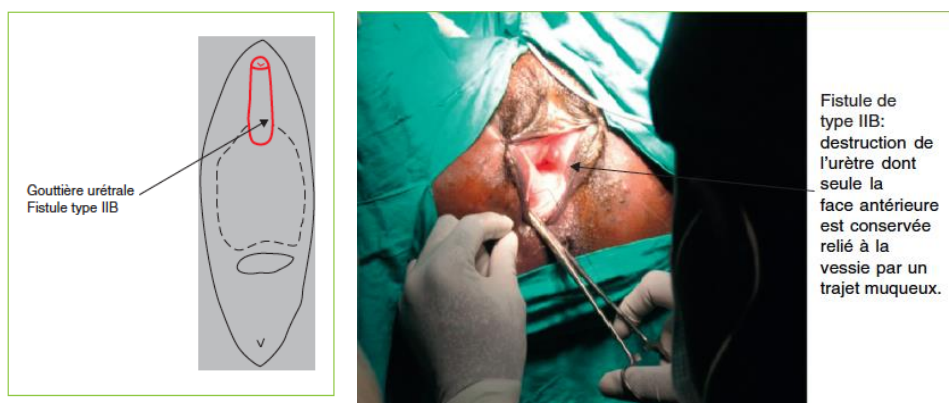 Gouttière urétrale
Fistule type IIB
Fistule de
type IIB:
destruction de
l'urètre dont
seule la
face antérieure
est conservée
relié à la
vessie par un
trajet muqueux.